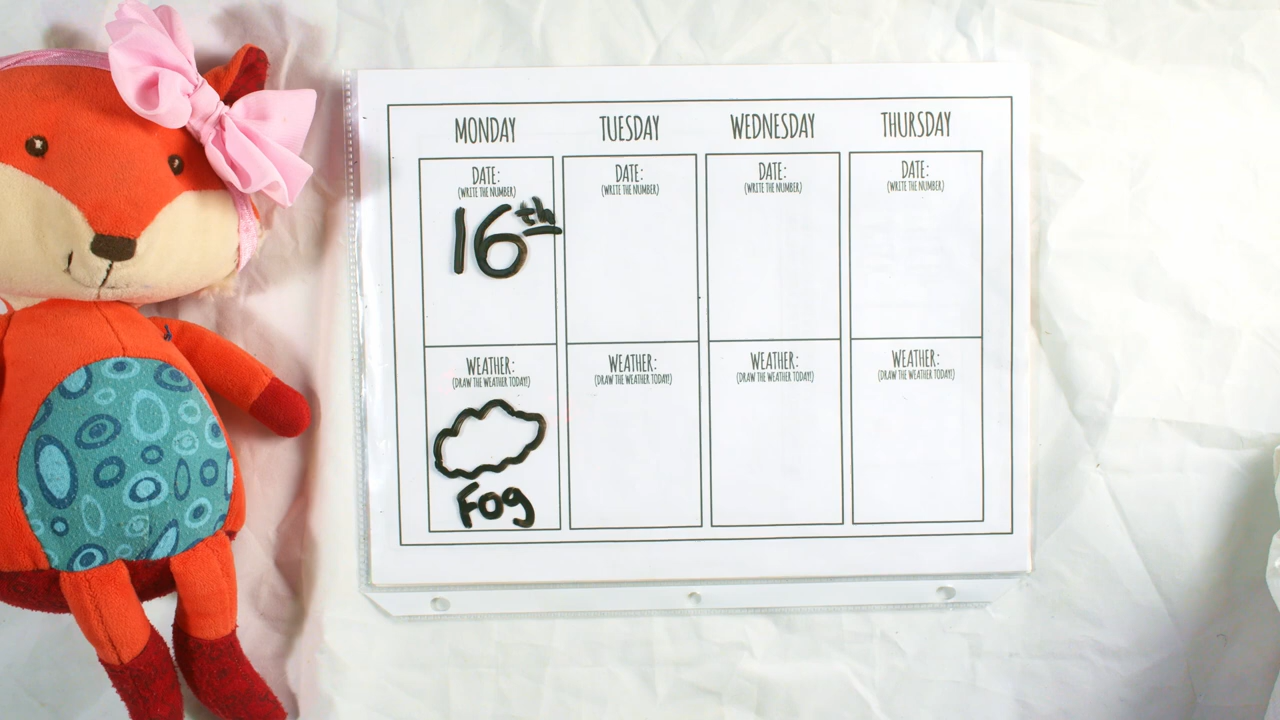 MONDAY TUESDAY WEDNESDAY THURSDAY
DATE: DATE: DATE: DATE:
(WRITE THE NUMBER) (WRITE THE NUMBER) (WRITE THE NUMBER) (WRITE THE NUMBER)
16th
WEATHER: WEATHER: WEATHER: WEATHER:
(DRAW THE WEATHER TODAY!) (DRAW THE WEATHER TODAY!) (DRAW THE WEATHER TODAY!) (DRAW THE WEATHER TODAY!)
Fog